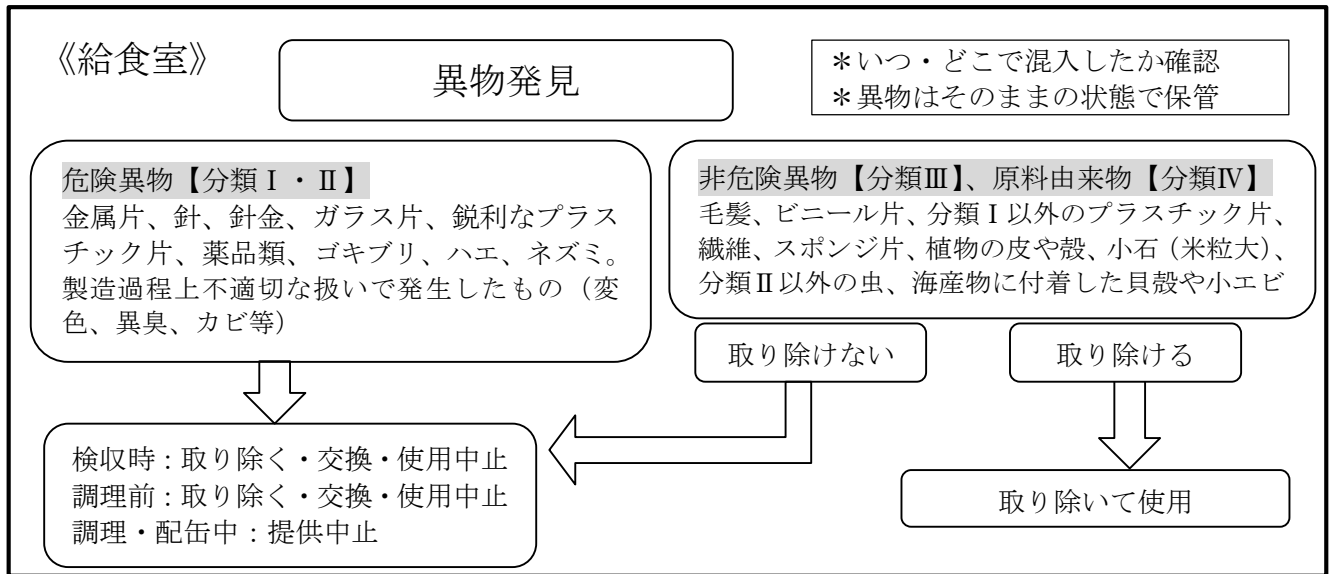 《給食室》
異物発見
＊いつ・どこで混入したか確認
＊異物はそのままの状態で保管
危険異物【分類Ⅰ・Ⅱ】
金属片、針、針金、ガラス片、鋭利なプラス
チック片、薬品類、ゴキブリ、ハエ、ネズミ。
製造過程上不適切な扱いで発生したもの（変
色、異臭、カビ等）
非危険異物【分類Ⅲ】、原料由来物【分類Ⅳ】
毛髪、ビニール片、分類Ⅰ以外のプラスチック片、
繊維、スポンジ片、植物の皮や殻、小石（米粒大）、
分類Ⅱ以外の虫、海産物に付着した貝殻や小エビ
取り除けない
取り除ける
検収時：取り除く・交換・使用中止
調理前：取り除く・交換・使用中止
調理・配缶中：提供中止
取り除いて使用